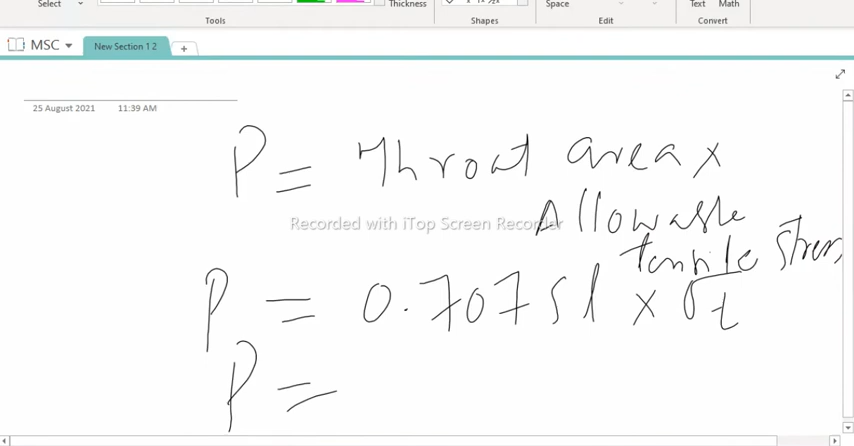 Select
Thickness
Space
Text Math
Tools
Shapes
Edit
Convert
MSC
New Section 1 2
+
25 August 2021 11:39 AM
P = Throat area x
Allowable
Recorded with iTop Screen Recorder
tensile stress
P = 0.707 s l x σt
P =